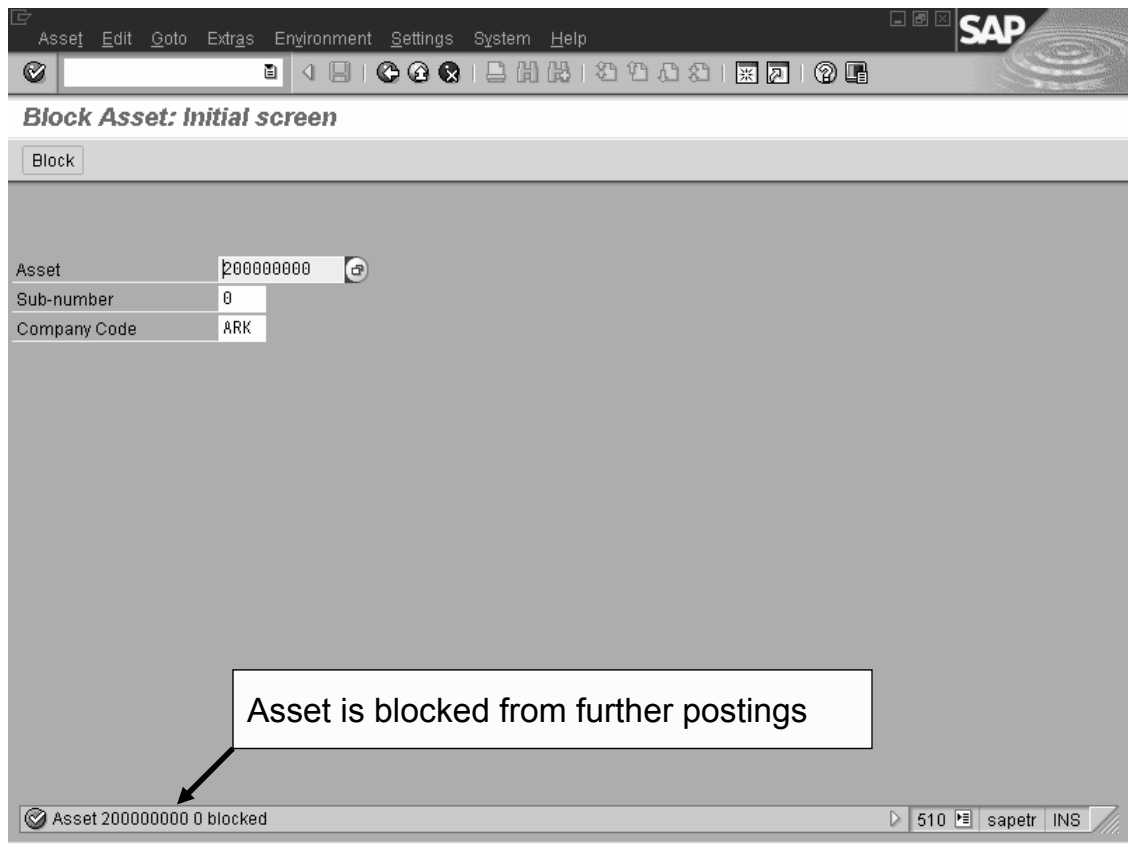 Asset Edit Goto Extras Environment Settings System Help
SAP
Block Asset: Initial screen
Block
Asset 200000000
Sub-number 0
Company Code ARK
Asset is blocked from further postings
Asset 200000000 0 blocked 510 sapetr INS